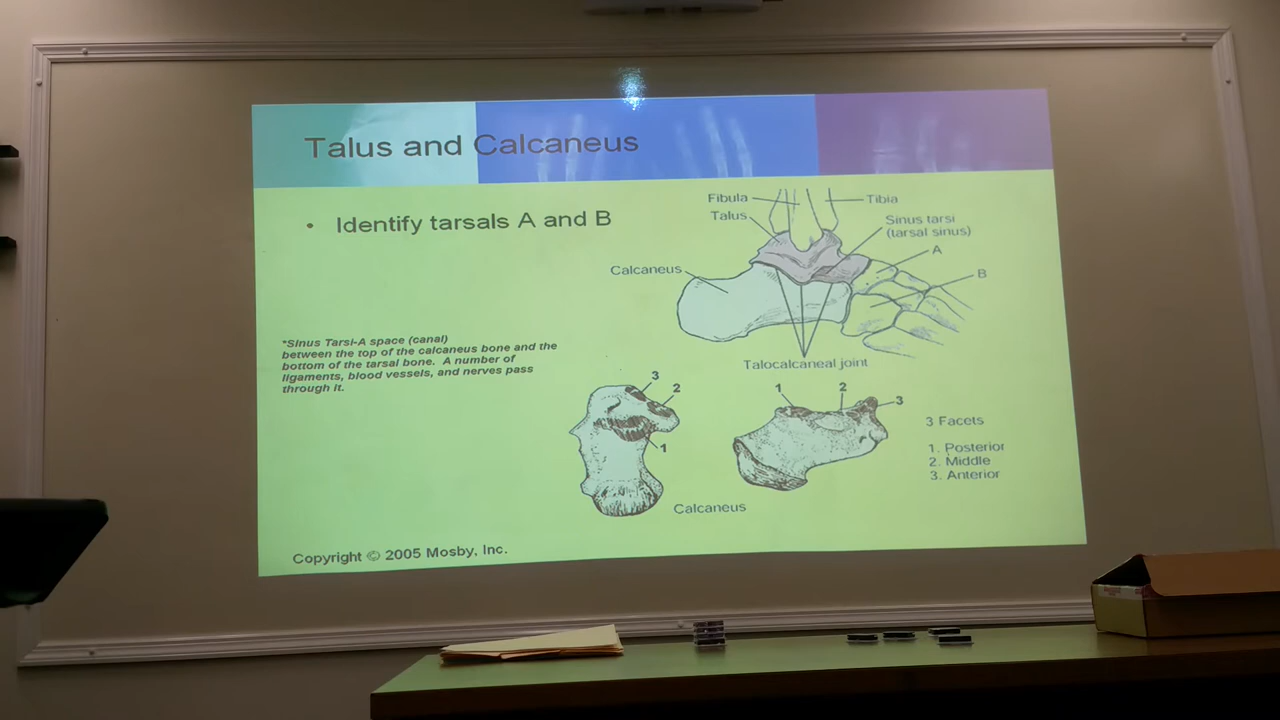 Talus and Calcaneus
• Identify tarsals A and B
*Sinus Tarsi-A space (canal)
between the top of the calcaneus bone and the
bottom of the tarsal bone. A number of
ligaments, blood vessels, and nerves pass
through it.
Fibula
Tibia
Talus
Sinus tarsi
(tarsal sinus)
A
Calcaneus
B
Talocalcaneal joint
3
2
1
Calcaneus
1
2
3
3 Facets
1. Posterior
2. Middle
3. Anterior
Copyright © 2005 Mosby, Inc.